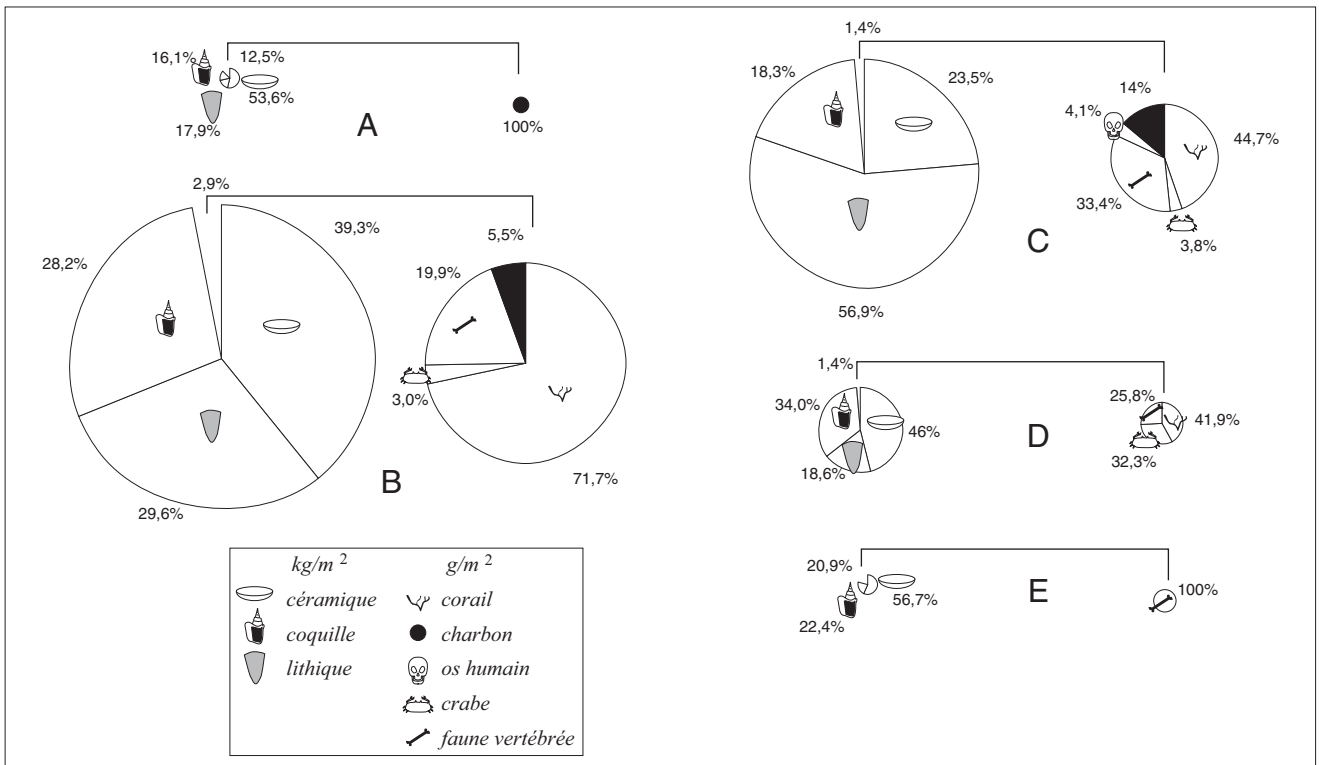 16,1%
12,5%
53,6%
17,9%
A
100%
2,9%
39,3%
28,2%
29,6%
B
5,5%
19,9%
3,0%
71,7%
1,4%
18,3%
23,5%
56,9%
C
14%
4,1%
44,7%
33,4%
3,8%
1,4%
34,0%
46%
18,6%
D
25,8%
41,9%
32,3%
20,9%
56,7%
22,4%
E
100%
kg/m 2
céramique
coquille
lithique
g/m 2
corail
charbon
os humain
crabe
faune vertébrée